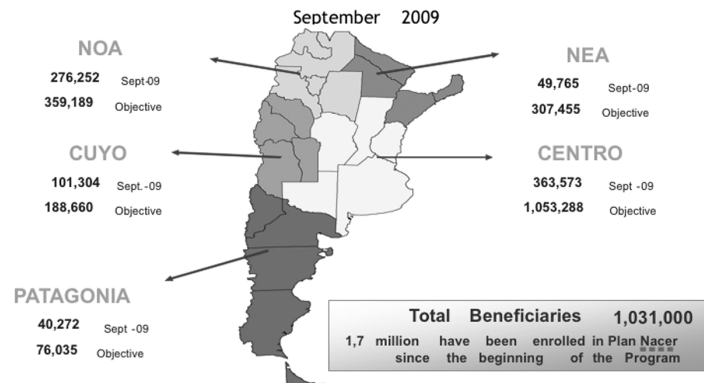 September 2009
NOA
276,252 Sept-09
359,189 Objective
NEA
49,765 Sept-09
307,455 Objective
CUYO
101,304 Sept.-09
188,660 Objective
CENTRO
363,573 Sept-09
1,053,288 Objective
PATAGONIA
40,272 Sept-09
76,035 Objective
Total Beneficiaries 1,031,000
1,7 million have been enrolled in Plan Nacer
since the beginning of the Program